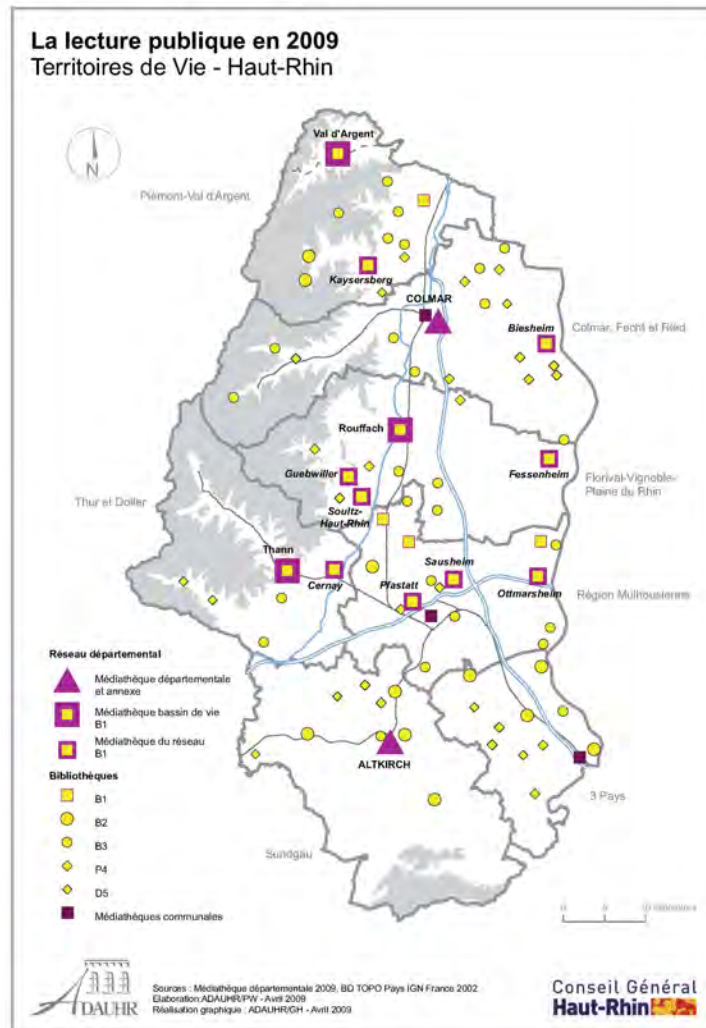 La lecture publique en 2009
Territoires de Vie - Haut-Rhin
N
Val d'Argent
Piémont-Val d'Argent
Kaysersberg
COLMAR
Biesheim
Colmar, Fecht et Ried
Rouffach
Guebwiller
Fessenheim
Soultz-
Haut-Rhin
Florival-Vignoble-
Plaine du Rhin
Thur et Doller
Thann
Cernay
Sausheim
Pfastatt
Ottmarsheim
Région Mulhousienne
Réseau départemental
Médiathèque départementale
et annexe
Médiathèque bassin de vie
B1
Médiathèque du réseau
B1
ALTKIRCH
Bibliothèques
B1
B2
B3
P4
D5
Médiathèques communales
3 Pays
Sundgau
0
10 kilomètres
ADAUHR
Sources : Médiathèque départementale 2009, BD TOPO Pays IGN France 2002
Elaboration:ADAUHR/PW - Avril 2009
Réalisation graphique : ADAUHR/GH - Avril 2009
Conseil Général
Haut-Rhin